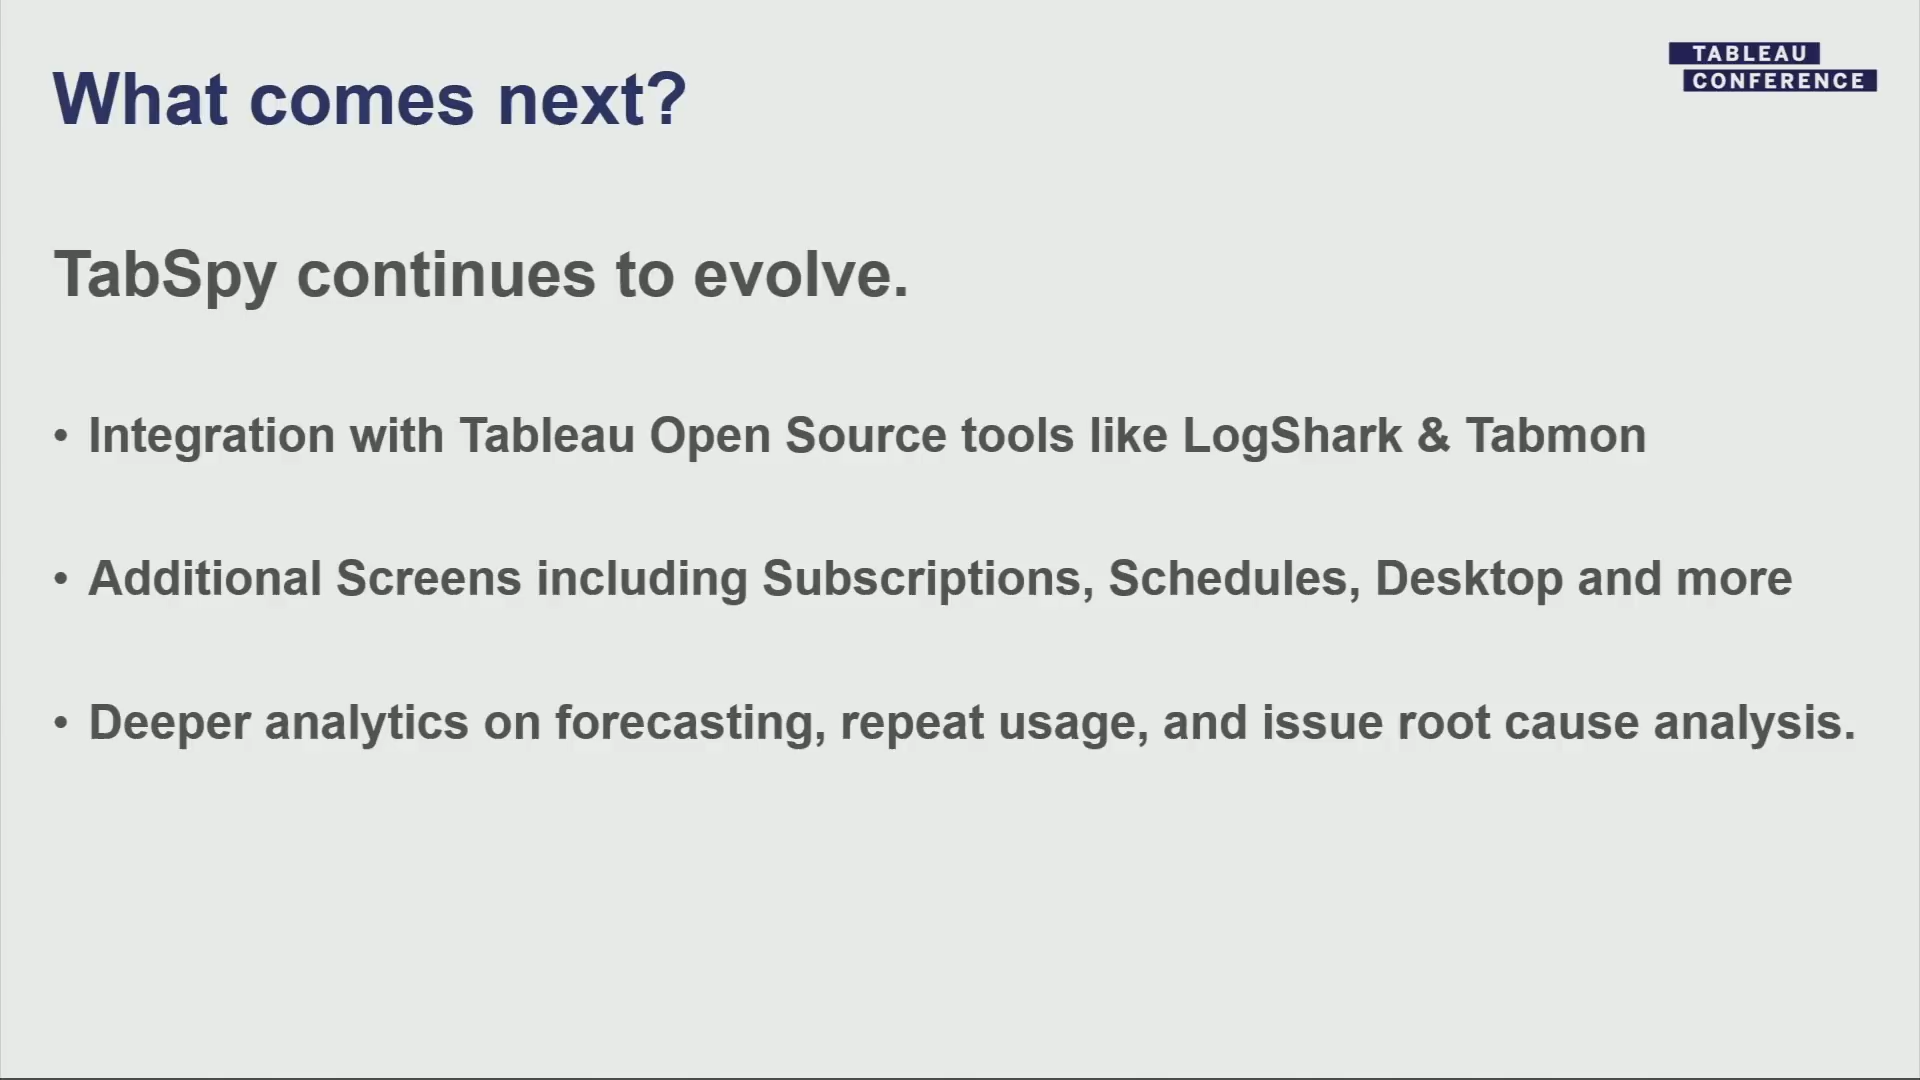 What comes next?
TABLEAU
CONFERENCE
TabSpy continues to evolve.
• Integration with Tableau Open Source tools like LogShark & Tabmon
• Additional Screens including Subscriptions, Schedules, Desktop and more
• Deeper analytics on forecasting, repeat usage, and issue root cause analysis.